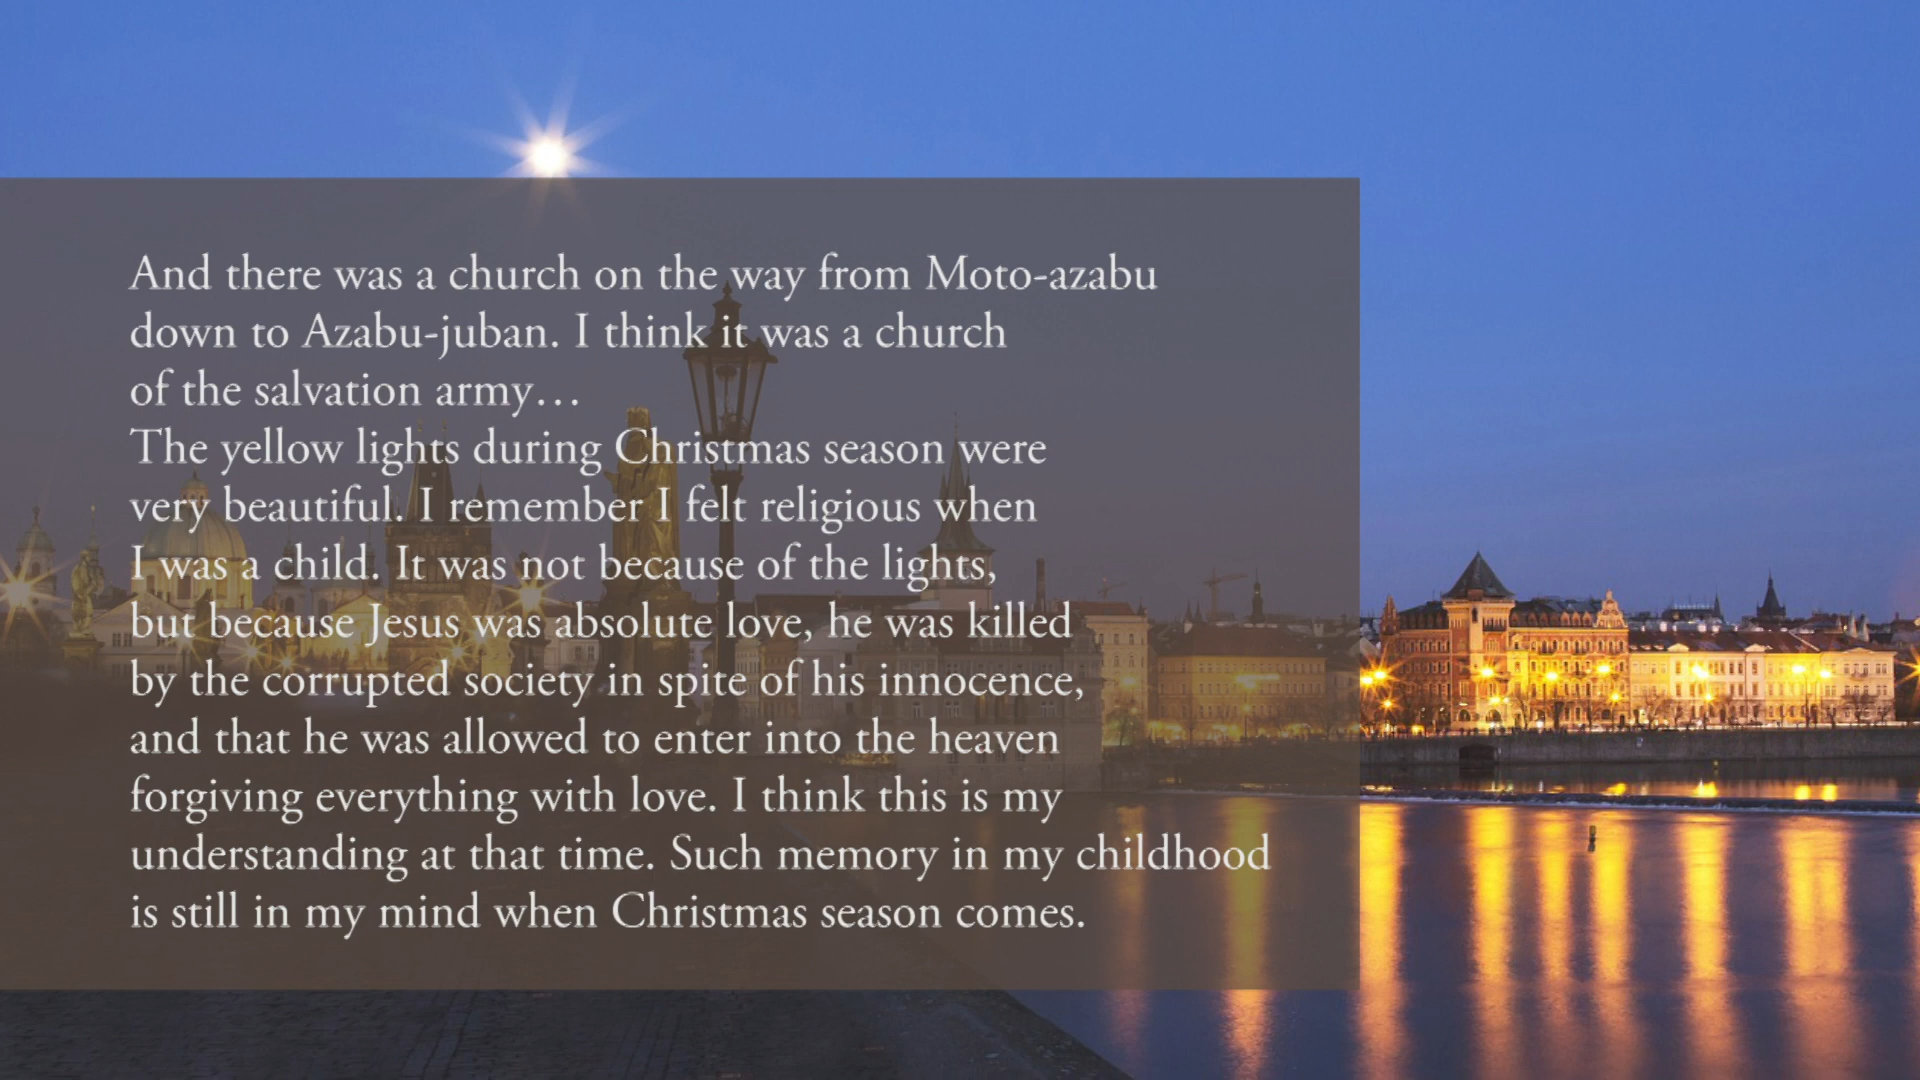 And there was a church on the way from Moto-azabu
down to Azabu-juban. I think it was a church
of the salvation army…
The yellow lights during Christmas season were
very beautiful. I remember I felt religious when
I was a child. It was not because of the lights,
but because Jesus was absolute love, he was killed
by the corrupted society in spite of his innocence,
and that he was allowed to enter into the heaven
forgiving everything with love. I think this is my
understanding at that time. Such memory in my childhood
is still in my mind when Christmas season comes.